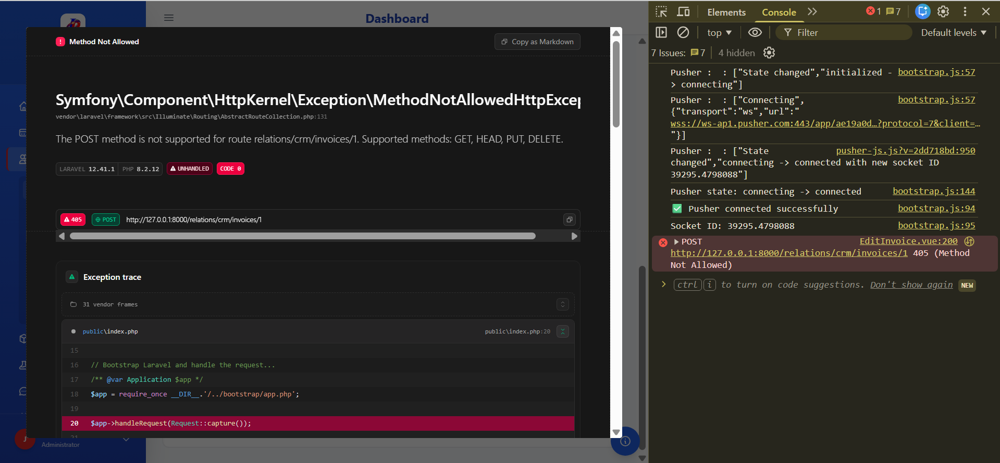 Dashboard
! Method Not Allowed
Copy as Markdown
Symfony\Component\HttpKernel\Exception\MethodNotAllowedHttpExcep
vendor\laravel\framework\src\Illuminate\Routing\AbstractRouteCollection.php:131
The POST method is not supported for route relations/crm/invoices/1. Supported methods: GET, HEAD, PUT, DELETE.
LARAVEL 12.41.1 PHP 8.2.12 UNHANDLED CODE 0
405 POST http://127.0.0.1:8000/relations/crm/invoices/1
Exception trace
31 vendor frames
public\index.php public\index.php:20
15
16 // Bootstrap Laravel and handle the request...
17 /** @var Application $app */
18 $app = require_once __DIR__.'/../bootstrap/app.php';
19
20 $app->handleRequest(Request::capture());
21
Administrator
Elements Console 1 7
top Filter Default levels
7 Issues: 7 4 hidden
Pusher :  : ["State changed","initialized - bootstrap.js:57
> connecting"]
Pusher :  : ["Connecting", bootstrap.js:57
{"transport":"ws","url":"
wss://ws-ap1.pusher.com:443/app/ae19a0d…?protocol=7&client=…
"}]
Pusher :  : ["State pusher-js.js?v=2dd718bd:950
changed","connecting -> connected with new socket ID
39295.4798088"]
Pusher state: connecting -> connected bootstrap.js:144
✅ Pusher connected successfully bootstrap.js:94
Socket ID: 39295.4798088 bootstrap.js:95
POST EditInvoice.vue:200
http://127.0.0.1:8000/relations/crm/invoices/1 405 (Method
Not Allowed)
ctrl i to turn on code suggestions. Don't show again NEW